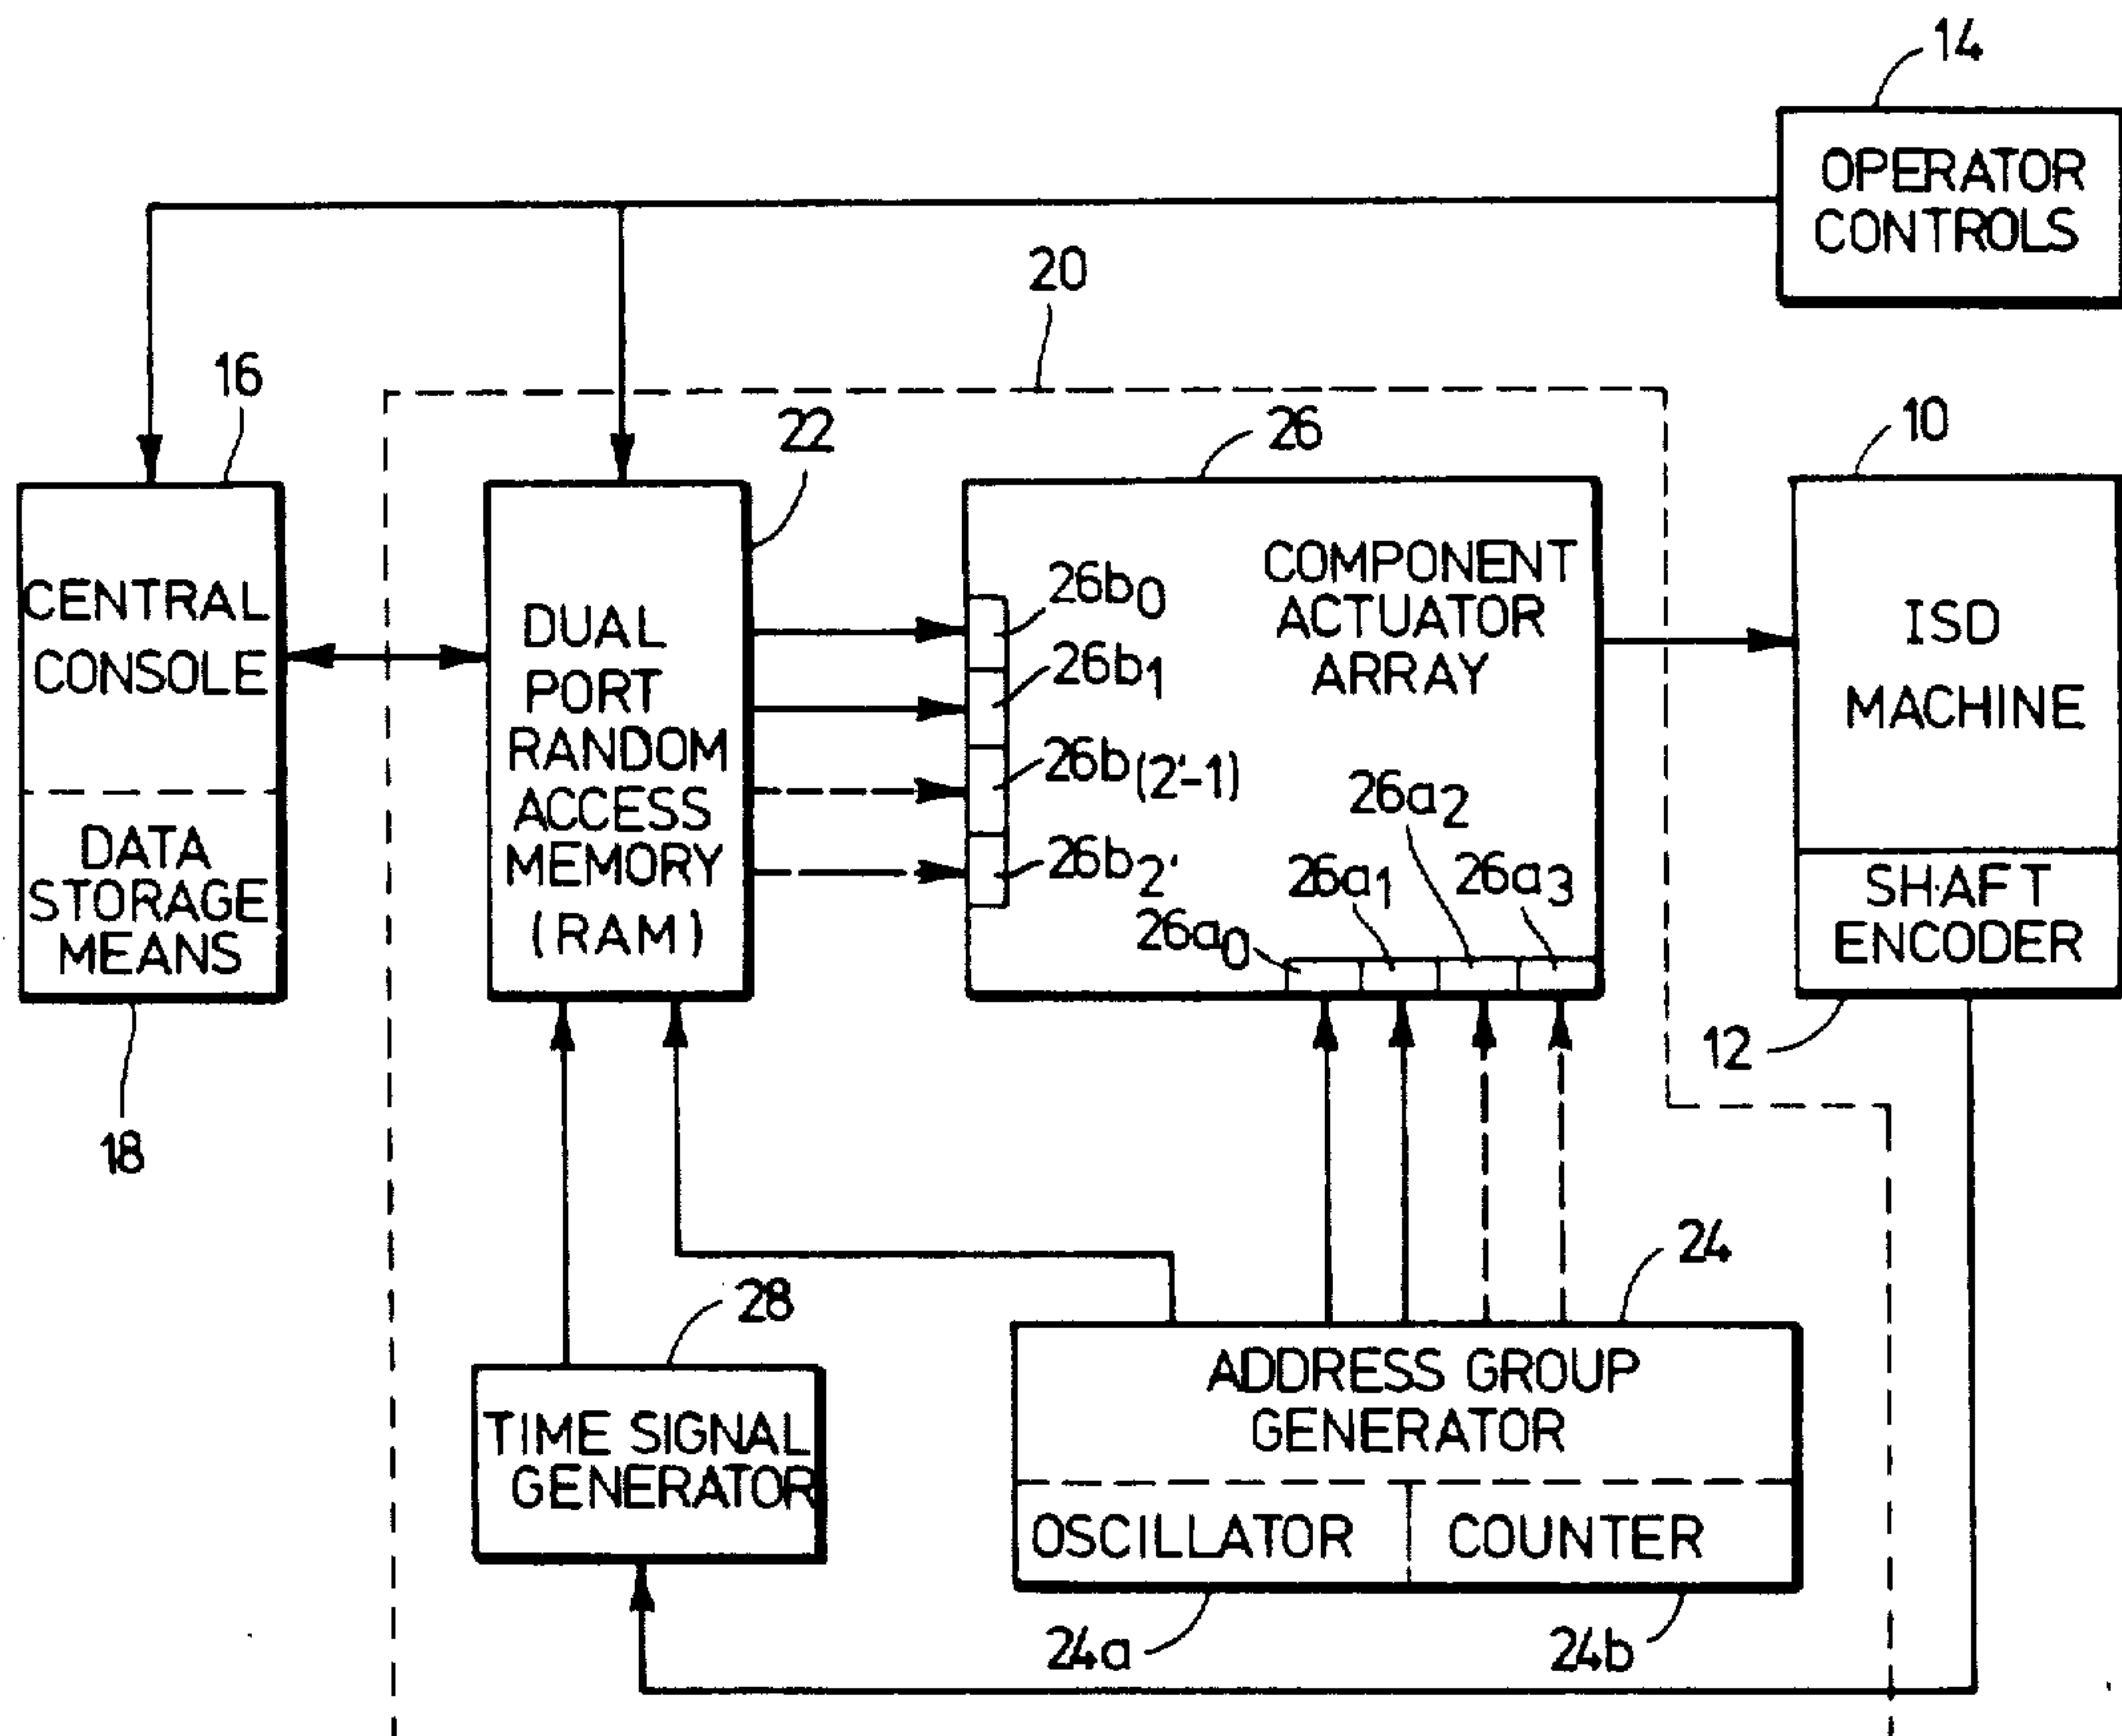 14
OPERATOR
CONTROLS
20
16
22
26
10
CENTRAL
CONSOLE
DATA
STORAGE
MEANS
18
DUAL
PORT
RANDOM
ACCESS
MEMORY
(RAM)
26b0
26b1
26b(2'-1)
26b2'
COMPONENT
ACTUATOR
ARRAY
26a0
26a1
26a2
26a3
ISD
MACHINE
SHAFT
ENCODER
12
28
TIME SIGNAL
GENERATOR
24
ADDRESS GROUP
GENERATOR
OSCILLATOR
COUNTER
24a
24b